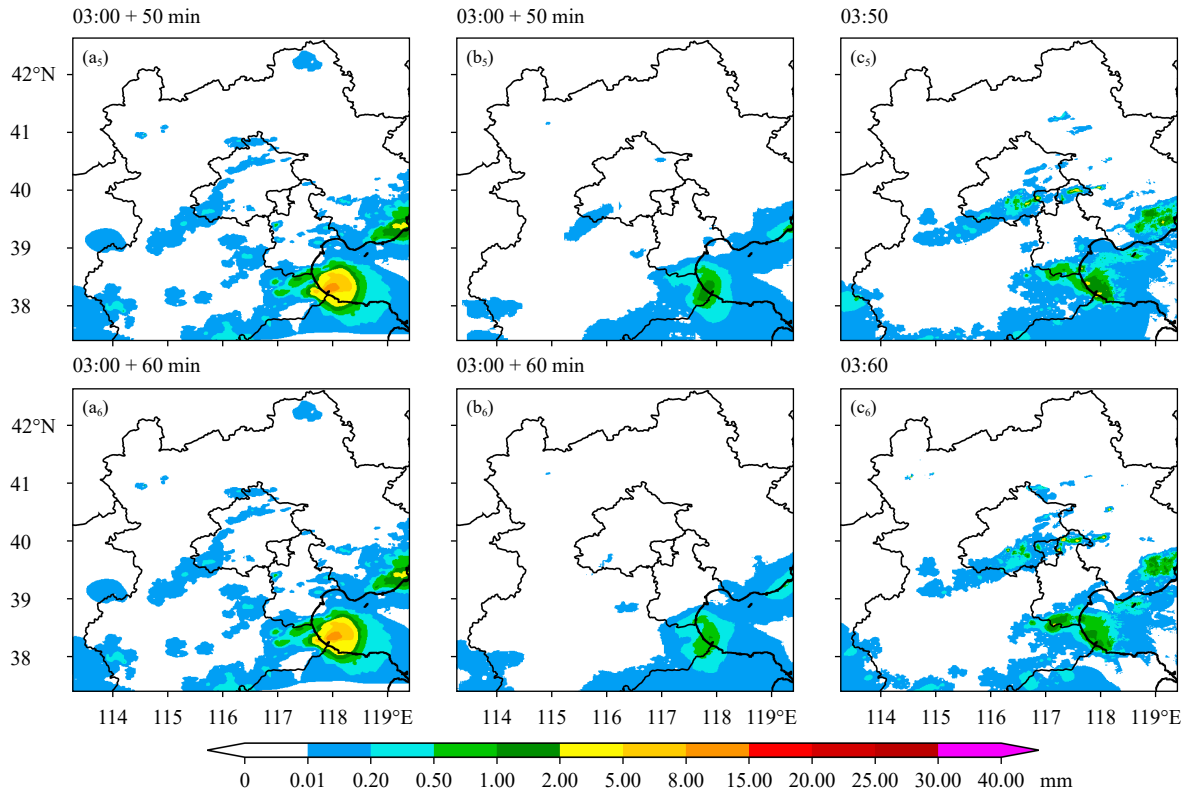 03:00 + 50 min 03:00 + 50 min 03:50
(a₅) (b₅) (c₅)
42°N
41
40
39
38
03:00 + 60 min 03:00 + 60 min 03:60
(a₆) (b₆) (c₆)
42°N
41
40
39
38
114 115 116 117 118 119°E 114 115 116 117 118 119°E 114 115 116 117 118 119°E
0 0.01 0.20 0.50 1.00 2.00 5.00 8.00 15.00 20.00 25.00 30.00 40.00 mm